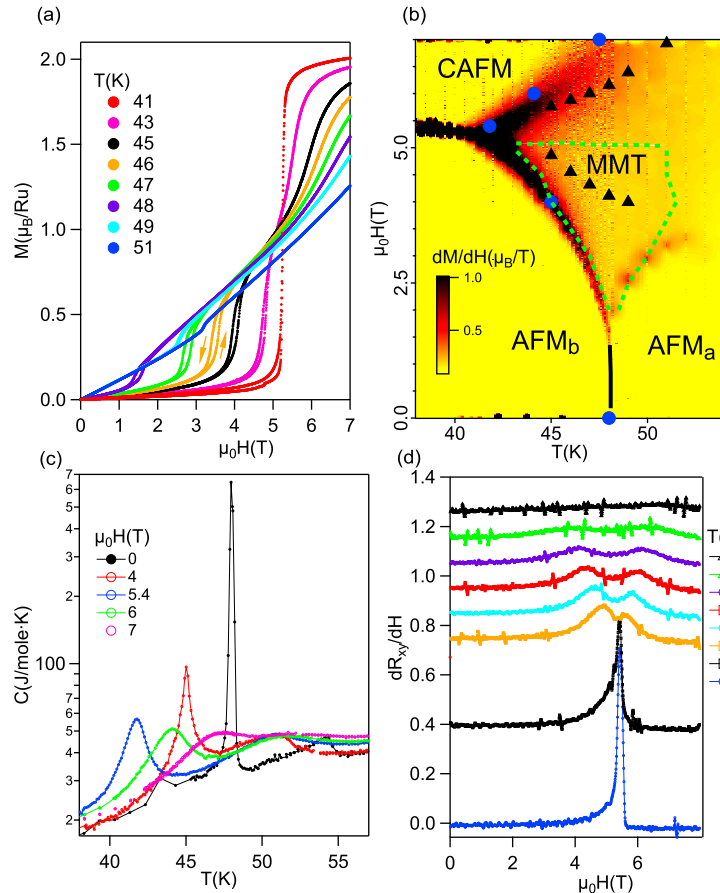 (a)
2.0
1.5
1.0
0.5
0.0
M(μB/Ru)
T(K)
41
43
45
46
47
48
49
51
0 1 2 3 4 5 6 7
μ0H(T)
(b)
CAFM
MMT
AFMb
AFMa
dM/dH(μB/T)
1.0
0.5
5.0
2.5
0.0
μ0H(T)
40 45 50
T(K)
(c)
μ0H(T)
0
4
5.4
6
7
7
6
5
4
3
2
100
7
6
5
4
3
2
C(J/mole·K)
40 45 50 55
T(K)
(d)
1.4
1.2
1.0
0.8
0.6
0.4
0.2
0.0
dRxy/dH
0 2 4 6
μ0H(T)
T(